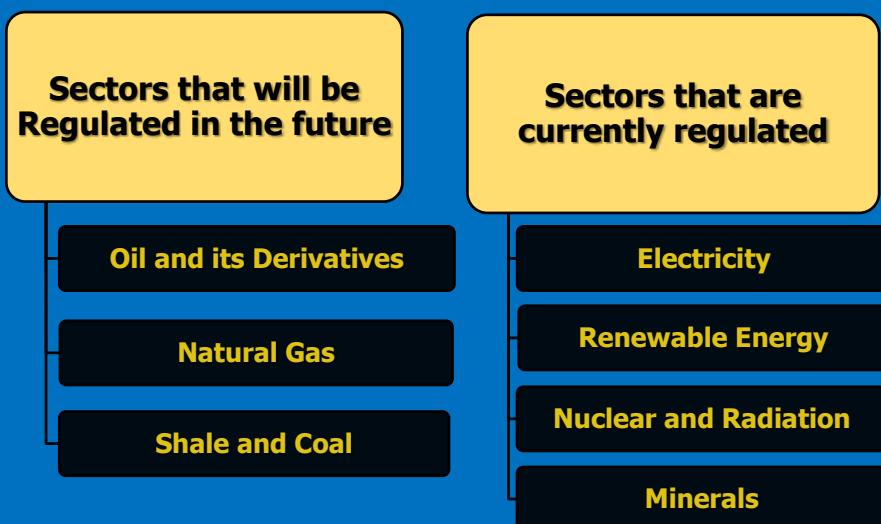 Sectors that will be
Regulated in the future
Oil and its Derivatives
Natural Gas
Shale and Coal
Sectors that are
currently regulated
Electricity
Renewable Energy
Nuclear and Radiation
Minerals